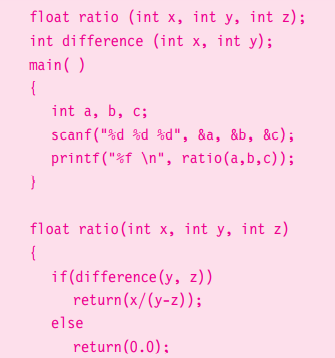 float ratio (int x, int y, int z);
int difference (int x, int y);
main( )
{
int a, b, c;
scanf("%d %d %d", &a, &b, &c);
printf("%f \n", ratio(a,b,c));
}
float ratio(int x, int y, int z)
{
if(difference(y, z))
return(x/(y-z));
else
return(0.0);